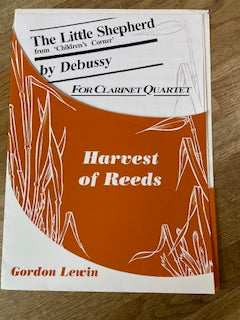 The Little Shepherd
from 'Children's Corner'
by Debussy
FOR CLARINET QUARTET
Harvest
of Reeds
Gordon Lewin